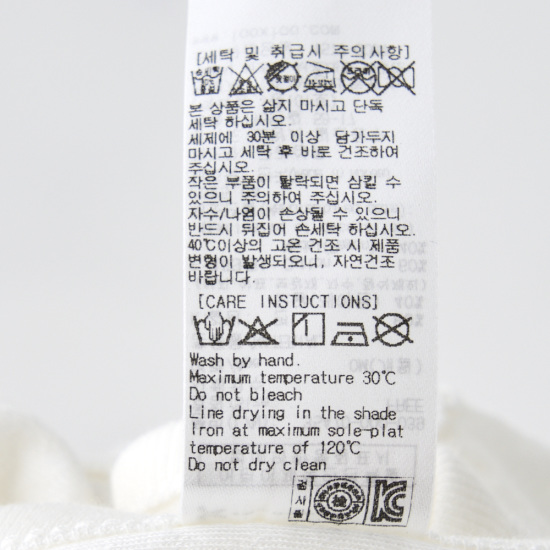 [세탁 및 취급시 주의사항]
본 상품은 삶지 마시고 단독
세탁 하십시오.
세제에 30분 이상 담가두지
마시고 세탁 후 바로 건조하여
주십시오.
작은 부품이 탈락되면 삼킬 수
있으니 주의하여 주십시오.
자수/나염이 손상될 수 있으니
반드시 뒤집어 손세탁 하십시오.
40℃이상의 고온 건조 시 제품
변형이 발생되오니, 자연건조
바랍니다.
[CARE INSTUCTIONS]
Wash by hand.
Maximum temperature 30℃
Do not bleach
Line drying in the shade
Iron at maximum sole-plat
temperature of 120℃
Do not dry clean
검사필